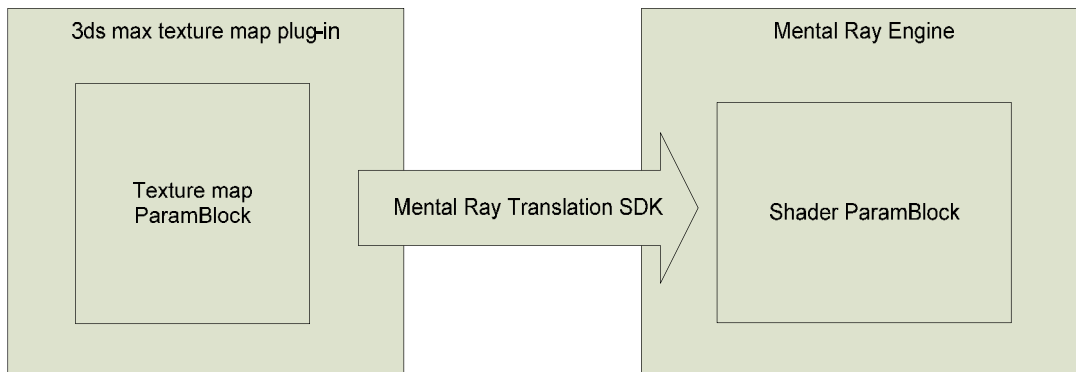 3ds max texture map plug-in
Mental Ray Engine
Texture map
ParamBlock
Mental Ray Translation SDK
Shader ParamBlock